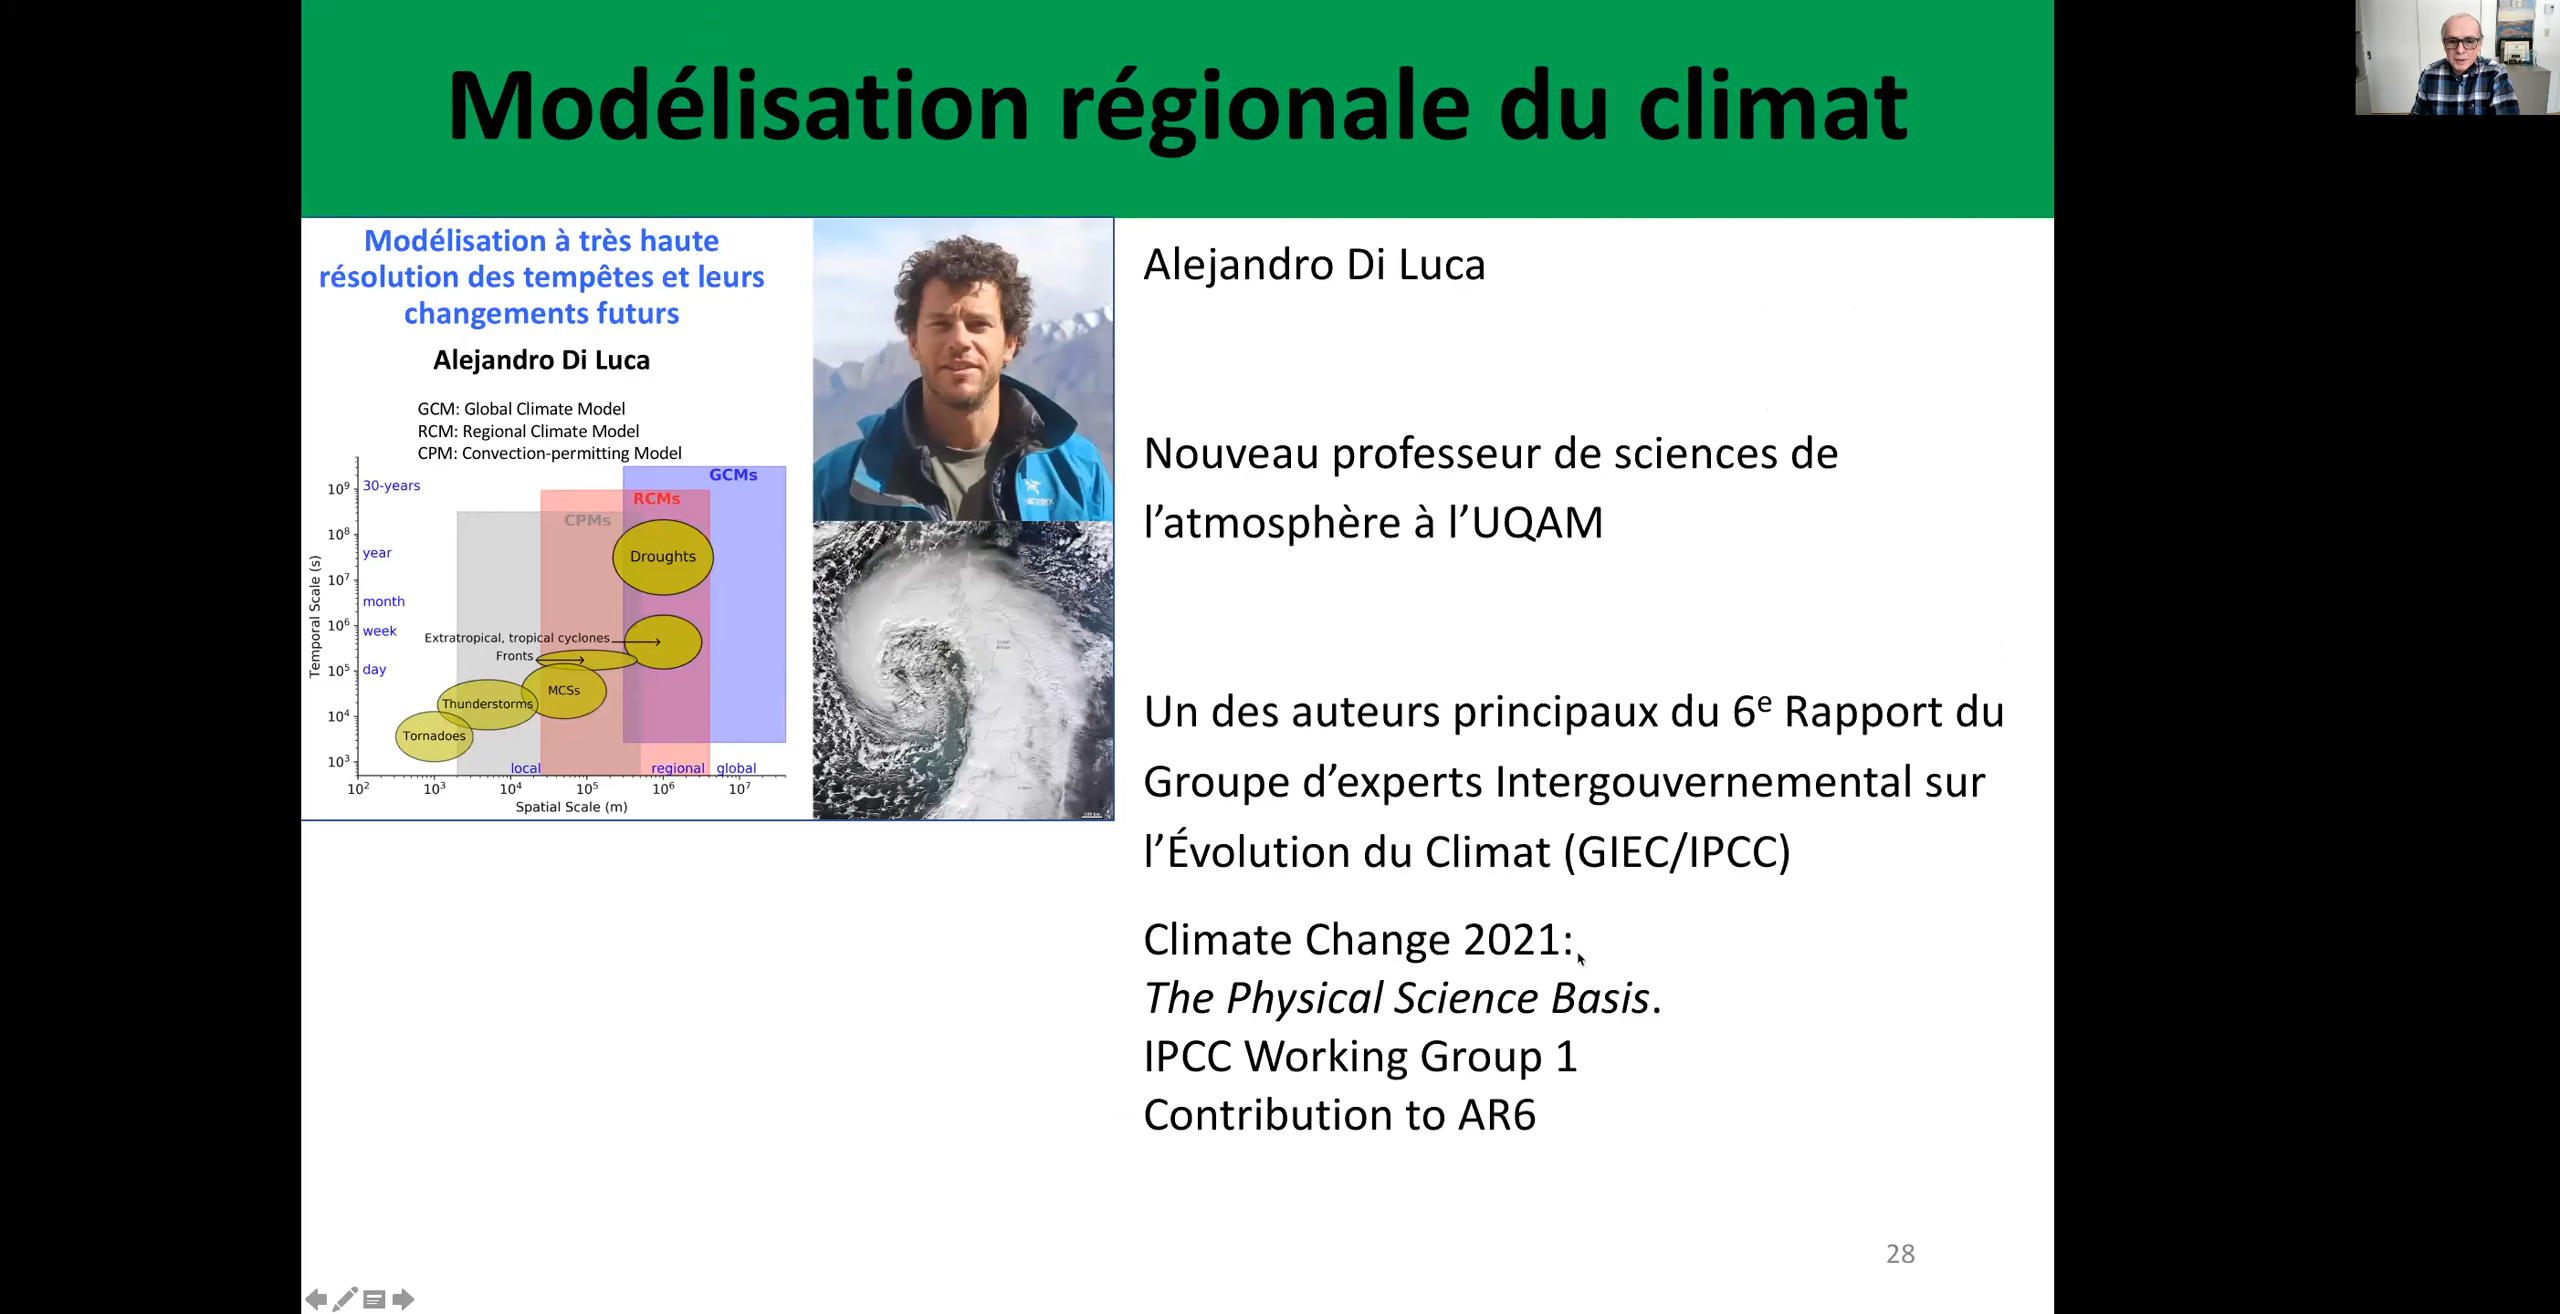 Modélisation régionale du climat
Modélisation à très haute
résolution des tempêtes et leurs
changements futurs
Alejandro Di Luca
GCM: Global Climate Model
RCM: Regional Climate Model
CPM: Convection-permitting Model
GCMs
RCMs
CPMs
10⁹ 30-years
10⁸
year
10⁷
month
10⁶
week
10⁵
day
10⁴
10³
Temporal Scale (s)
Droughts
Extratropical, tropical cyclones
Fronts
MCSs
Thunderstorms
Tornadoes
local regional global
10² 10³ 10⁴ 10⁵ 10⁶ 10⁷
Spatial Scale (m)
Alejandro Di Luca
Nouveau professeur de sciences de
l’atmosphère à l’UQAM
Un des auteurs principaux du 6ᵉ Rapport du
Groupe d’experts Intergouvernemental sur
l’Évolution du Climat (GIEC/IPCC)
Climate Change 2021:
The Physical Science Basis.
IPCC Working Group 1
Contribution to AR6
28